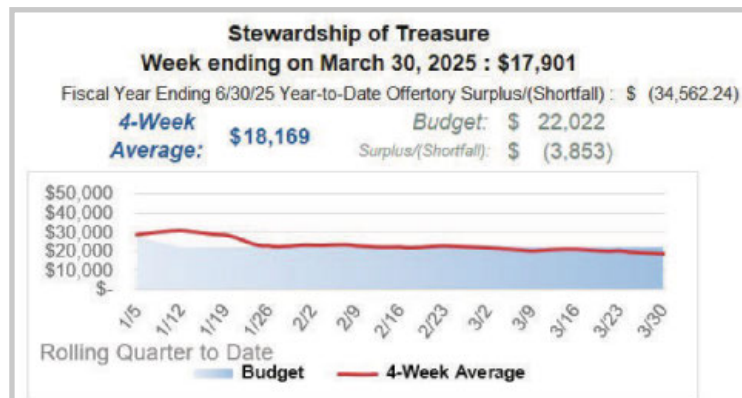 Stewardship of Treasure
Week ending on March 30, 2025 : $17,901
Fiscal Year Ending 6/30/25 Year-to-Date Offertory Surplus/(Shortfall) : $ (34,562.24)
4-Week Average: $18,169
Budget: $ 22,022
Surplus/(Shortfall): $ (3,853)
$50,000
$40,000
$30,000
$20,000
$10,000
$-
1/5 1/12 1/19 1/26 2/2 2/9 2/16 2/23 3/2 3/9 3/16 3/23 3/30
Rolling Quarter to Date
Budget 4-Week Average